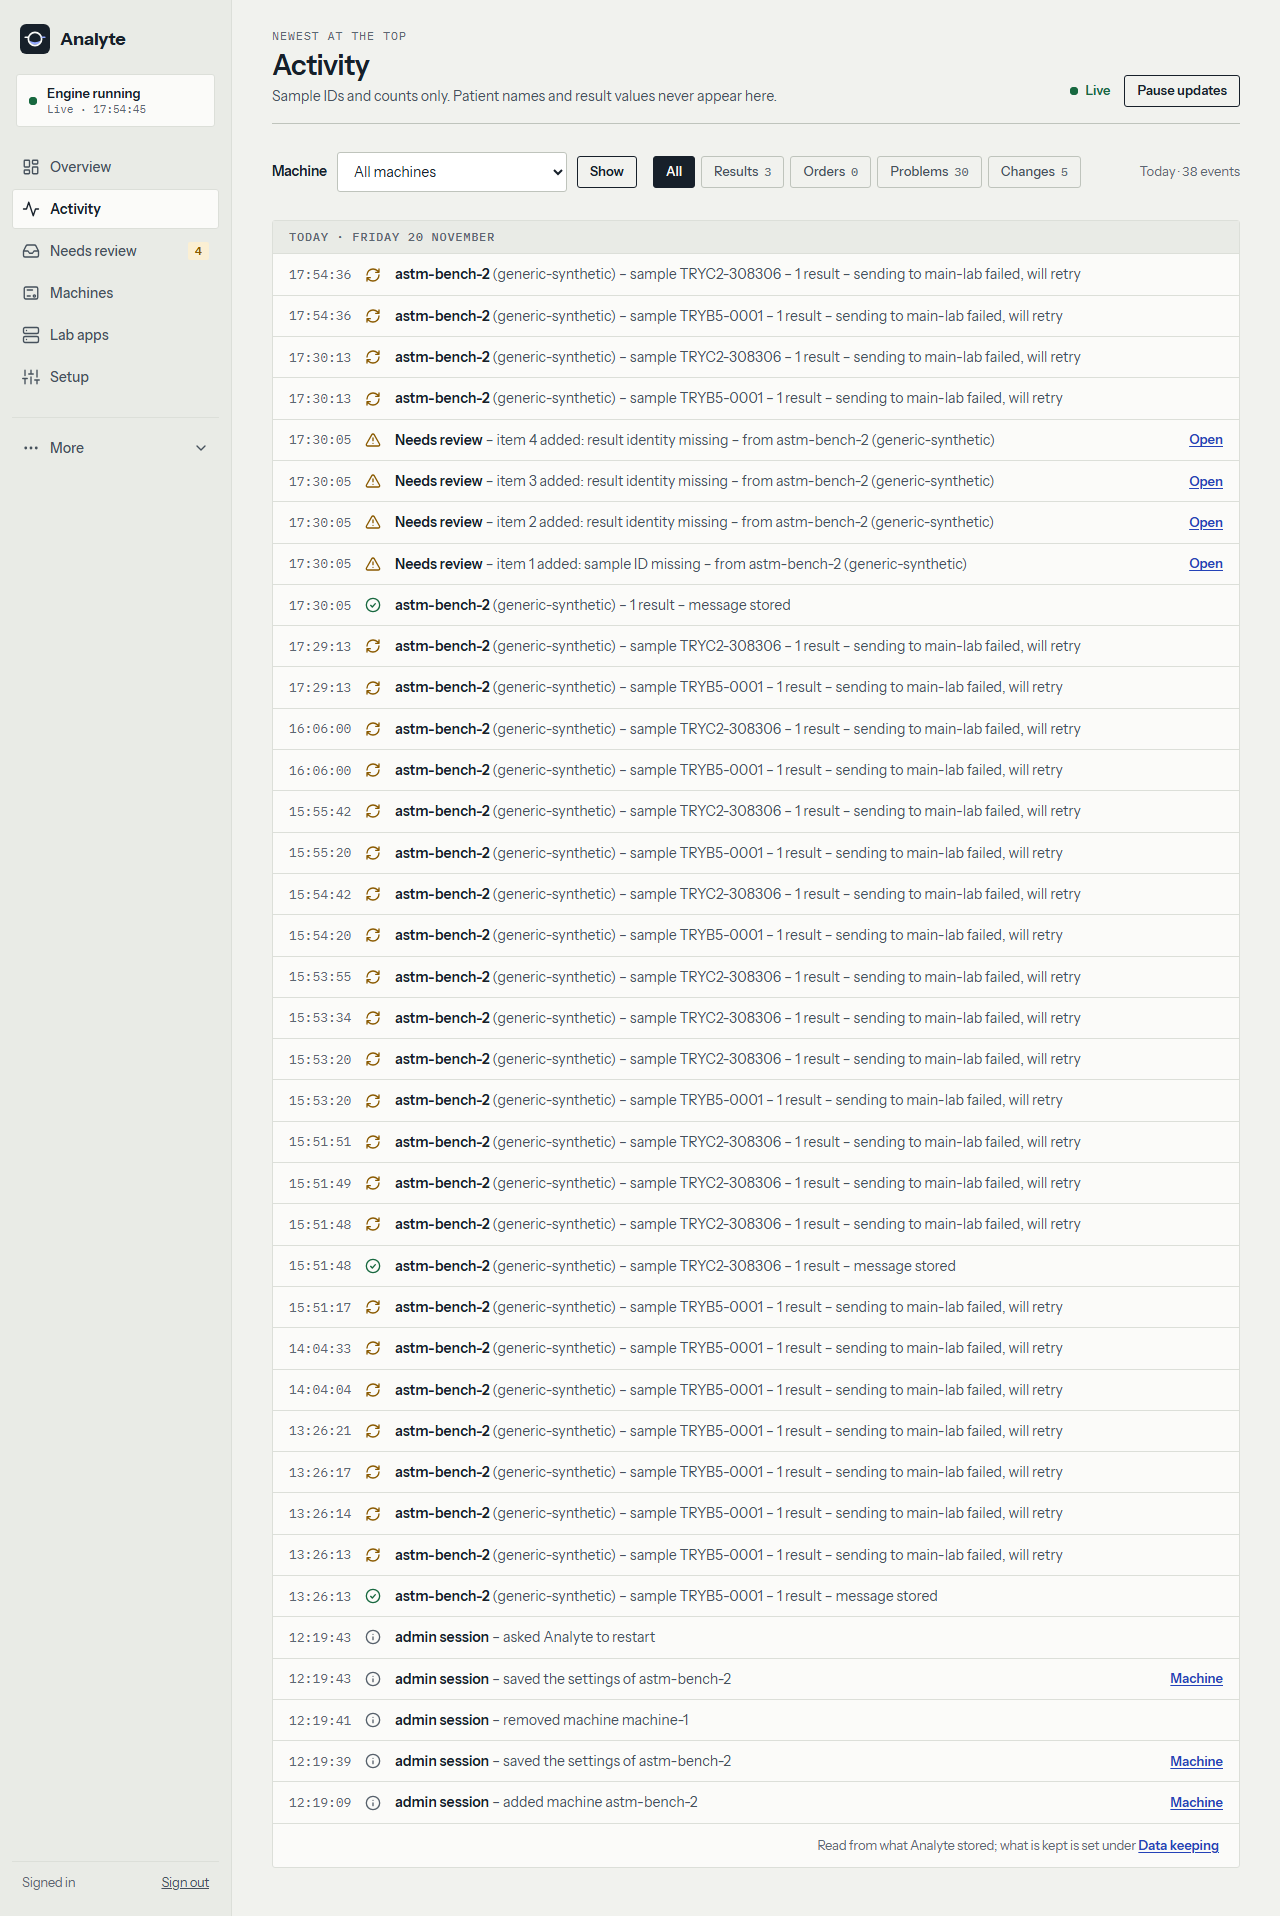 Analyte
Engine running
Live · 17:54:45
Overview
Activity
Needs review 4
Machines
Lab apps
Setup
More
Signed in Sign out
NEWEST AT THE TOP
Activity
Sample IDs and counts only. Patient names and result values never appear here.
Live Pause updates
Machine All machines Show All Results 3 Orders 0 Problems 30 Changes 5 Today · 38 events
TODAY · FRIDAY 20 NOVEMBER
17:54:36 astm-bench-2 (generic-synthetic) – sample TRYC2-308306 – 1 result – sending to main-lab failed, will retry
17:54:36 astm-bench-2 (generic-synthetic) – sample TRYB5-0001 – 1 result – sending to main-lab failed, will retry
17:30:13 astm-bench-2 (generic-synthetic) – sample TRYC2-308306 – 1 result – sending to main-lab failed, will retry
17:30:13 astm-bench-2 (generic-synthetic) – sample TRYB5-0001 – 1 result – sending to main-lab failed, will retry
17:30:05 Needs review – item 4 added: result identity missing – from astm-bench-2 (generic-synthetic) Open
17:30:05 Needs review – item 3 added: result identity missing – from astm-bench-2 (generic-synthetic) Open
17:30:05 Needs review – item 2 added: result identity missing – from astm-bench-2 (generic-synthetic) Open
17:30:05 Needs review – item 1 added: sample ID missing – from astm-bench-2 (generic-synthetic) Open
17:30:05 astm-bench-2 (generic-synthetic) – 1 result – message stored
17:29:13 astm-bench-2 (generic-synthetic) – sample TRYC2-308306 – 1 result – sending to main-lab failed, will retry
17:29:13 astm-bench-2 (generic-synthetic) – sample TRYB5-0001 – 1 result – sending to main-lab failed, will retry
16:06:00 astm-bench-2 (generic-synthetic) – sample TRYC2-308306 – 1 result – sending to main-lab failed, will retry
16:06:00 astm-bench-2 (generic-synthetic) – sample TRYB5-0001 – 1 result – sending to main-lab failed, will retry
15:55:42 astm-bench-2 (generic-synthetic) – sample TRYC2-308306 – 1 result – sending to main-lab failed, will retry
15:55:20 astm-bench-2 (generic-synthetic) – sample TRYB5-0001 – 1 result – sending to main-lab failed, will retry
15:54:42 astm-bench-2 (generic-synthetic) – sample TRYC2-308306 – 1 result – sending to main-lab failed, will retry
15:54:20 astm-bench-2 (generic-synthetic) – sample TRYB5-0001 – 1 result – sending to main-lab failed, will retry
15:53:55 astm-bench-2 (generic-synthetic) – sample TRYC2-308306 – 1 result – sending to main-lab failed, will retry
15:53:34 astm-bench-2 (generic-synthetic) – sample TRYC2-308306 – 1 result – sending to main-lab failed, will retry
15:53:20 astm-bench-2 (generic-synthetic) – sample TRYC2-308306 – 1 result – sending to main-lab failed, will retry
15:53:20 astm-bench-2 (generic-synthetic) – sample TRYB5-0001 – 1 result – sending to main-lab failed, will retry
15:51:51 astm-bench-2 (generic-synthetic) – sample TRYC2-308306 – 1 result – sending to main-lab failed, will retry
15:51:49 astm-bench-2 (generic-synthetic) – sample TRYC2-308306 – 1 result – sending to main-lab failed, will retry
15:51:48 astm-bench-2 (generic-synthetic) – sample TRYC2-308306 – 1 result – sending to main-lab failed, will retry
15:51:48 astm-bench-2 (generic-synthetic) – sample TRYC2-308306 – 1 result – message stored
15:51:17 astm-bench-2 (generic-synthetic) – sample TRYB5-0001 – 1 result – sending to main-lab failed, will retry
14:04:33 astm-bench-2 (generic-synthetic) – sample TRYB5-0001 – 1 result – sending to main-lab failed, will retry
14:04:04 astm-bench-2 (generic-synthetic) – sample TRYB5-0001 – 1 result – sending to main-lab failed, will retry
13:26:21 astm-bench-2 (generic-synthetic) – sample TRYB5-0001 – 1 result – sending to main-lab failed, will retry
13:26:17 astm-bench-2 (generic-synthetic) – sample TRYB5-0001 – 1 result – sending to main-lab failed, will retry
13:26:14 astm-bench-2 (generic-synthetic) – sample TRYB5-0001 – 1 result – sending to main-lab failed, will retry
13:26:13 astm-bench-2 (generic-synthetic) – sample TRYB5-0001 – 1 result – sending to main-lab failed, will retry
13:26:13 astm-bench-2 (generic-synthetic) – sample TRYB5-0001 – 1 result – message stored
12:19:43 admin session – asked Analyte to restart
12:19:43 admin session – saved the settings of astm-bench-2 Machine
12:19:41 admin session – removed machine machine-1
12:19:39 admin session – saved the settings of astm-bench-2 Machine
12:19:09 admin session – added machine astm-bench-2 Machine
Read from what Analyte stored; what is kept is set under Data keeping